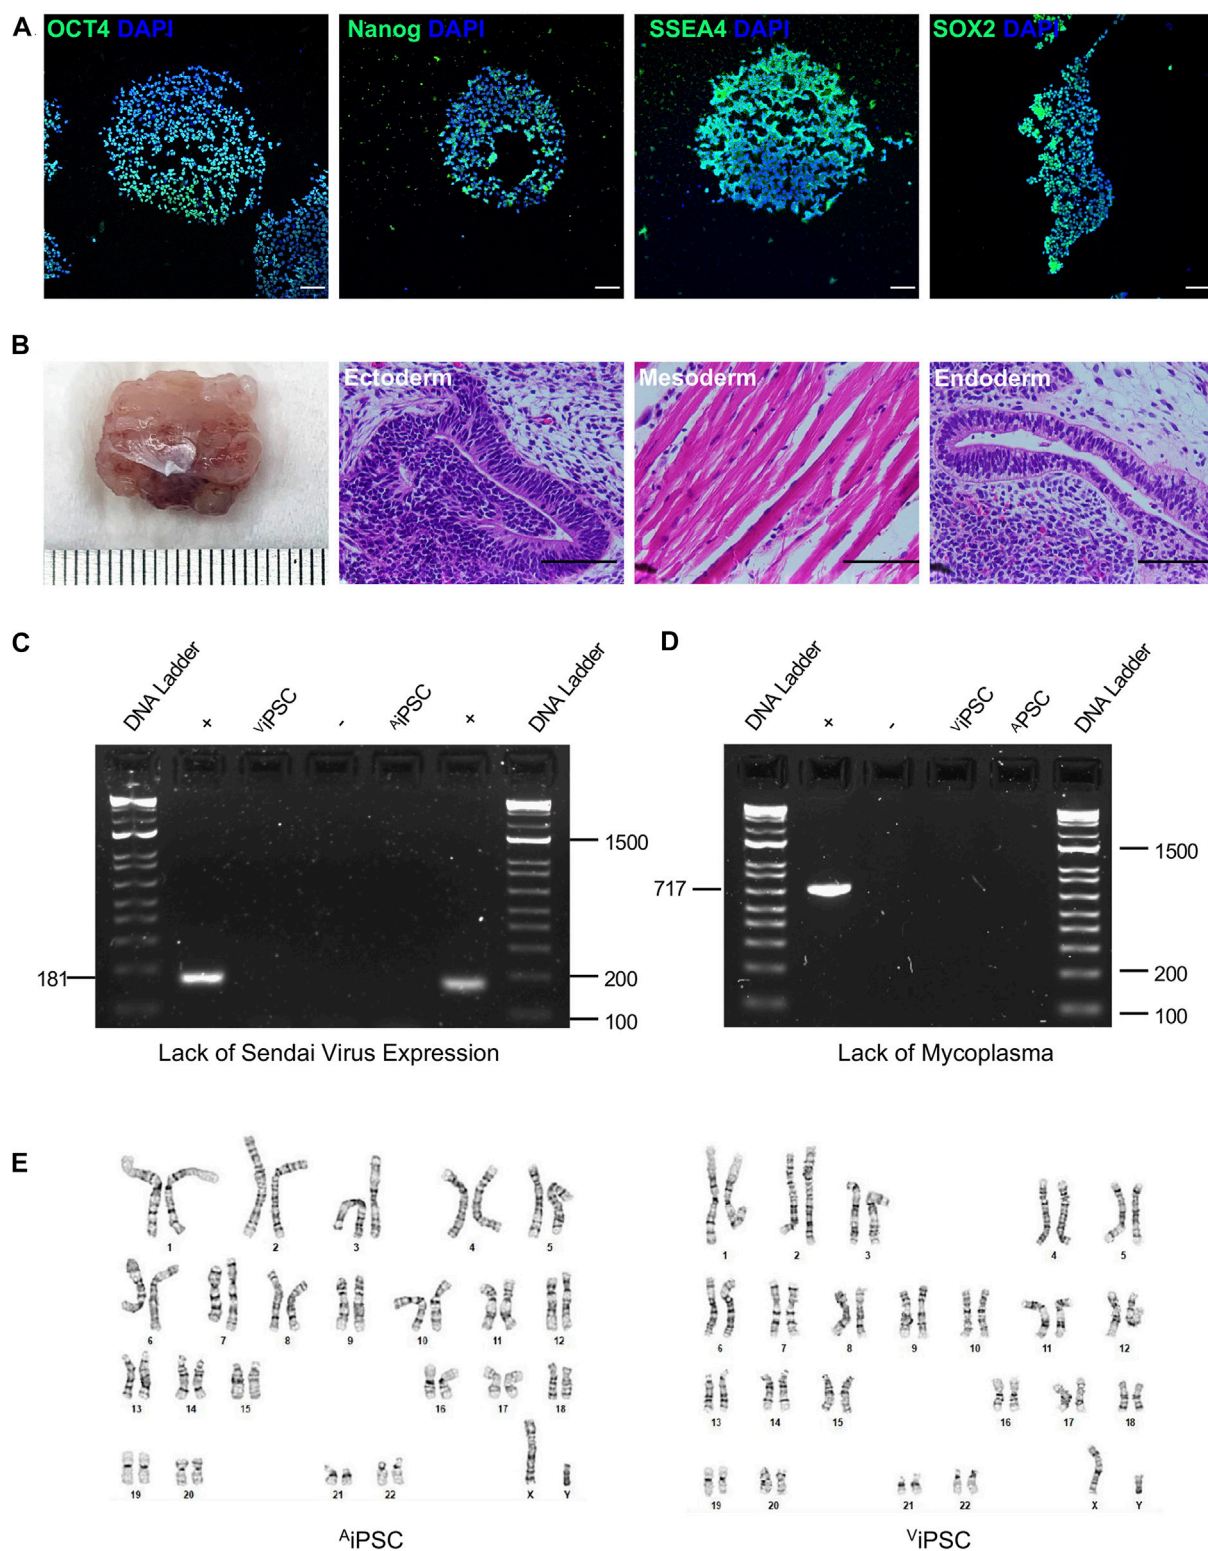 A.
OCT4 DAPI
Nanog DAPI
SSEA4 DAPI
SOX2 DAPI
B
Ectoderm
Mesoderm
Endoderm
C
DNA Ladder
+
ViPSC
-
AiPSC
+
DNA Ladder
181
1500
200
100
Lack of Sendai Virus Expression
D
DNA Ladder
+
-
ViPSC
APSC
DNA Ladder
717
1500
200
100
Lack of Mycoplasma
E
1 2 3 4 5
6 7 8 9 10 11 12
13 14 15 16 17 18
19 20 21 22 X Y
AiPSC
1 2 3 4 5
6 7 8 9 10 11 12
13 14 15 16 17 18
19 20 21 22 X Y
ViPSC